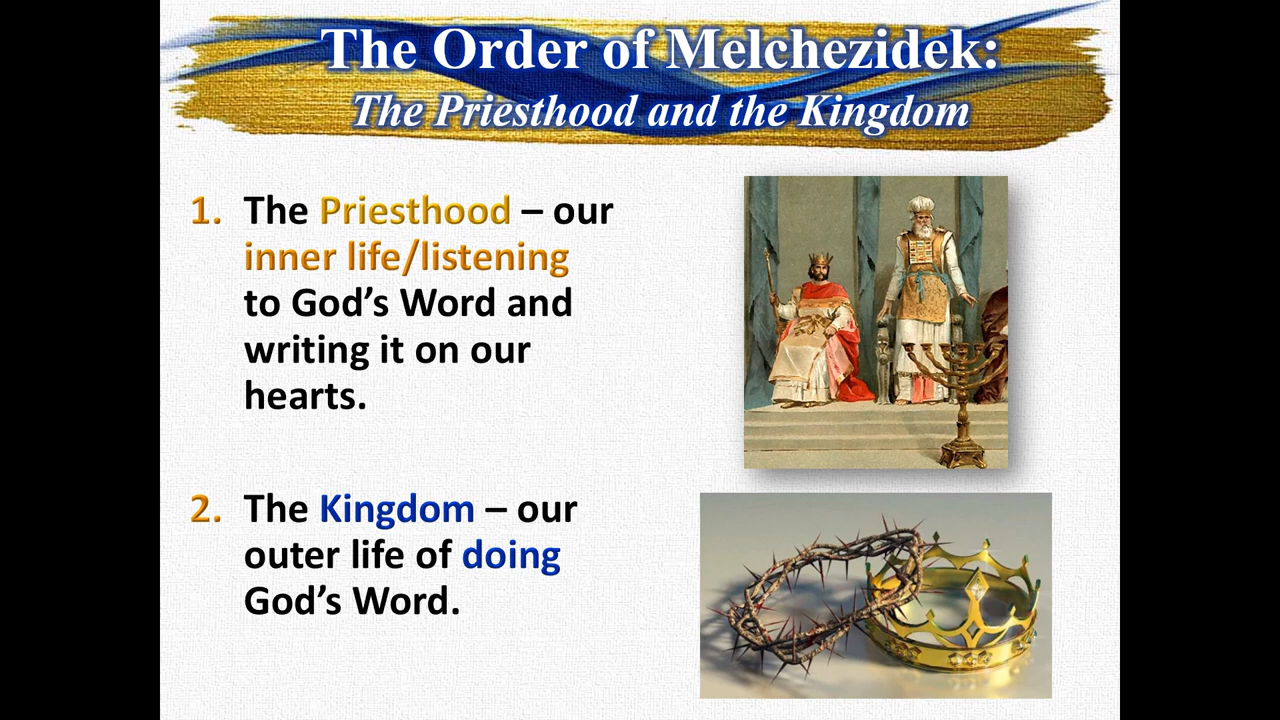 The Order of Melchezidek:
The Priesthood and the Kingdom
1. The Priesthood – our
inner life/listening
to God’s Word and
writing it on our
hearts.
2. The Kingdom – our
outer life of doing
God’s Word.